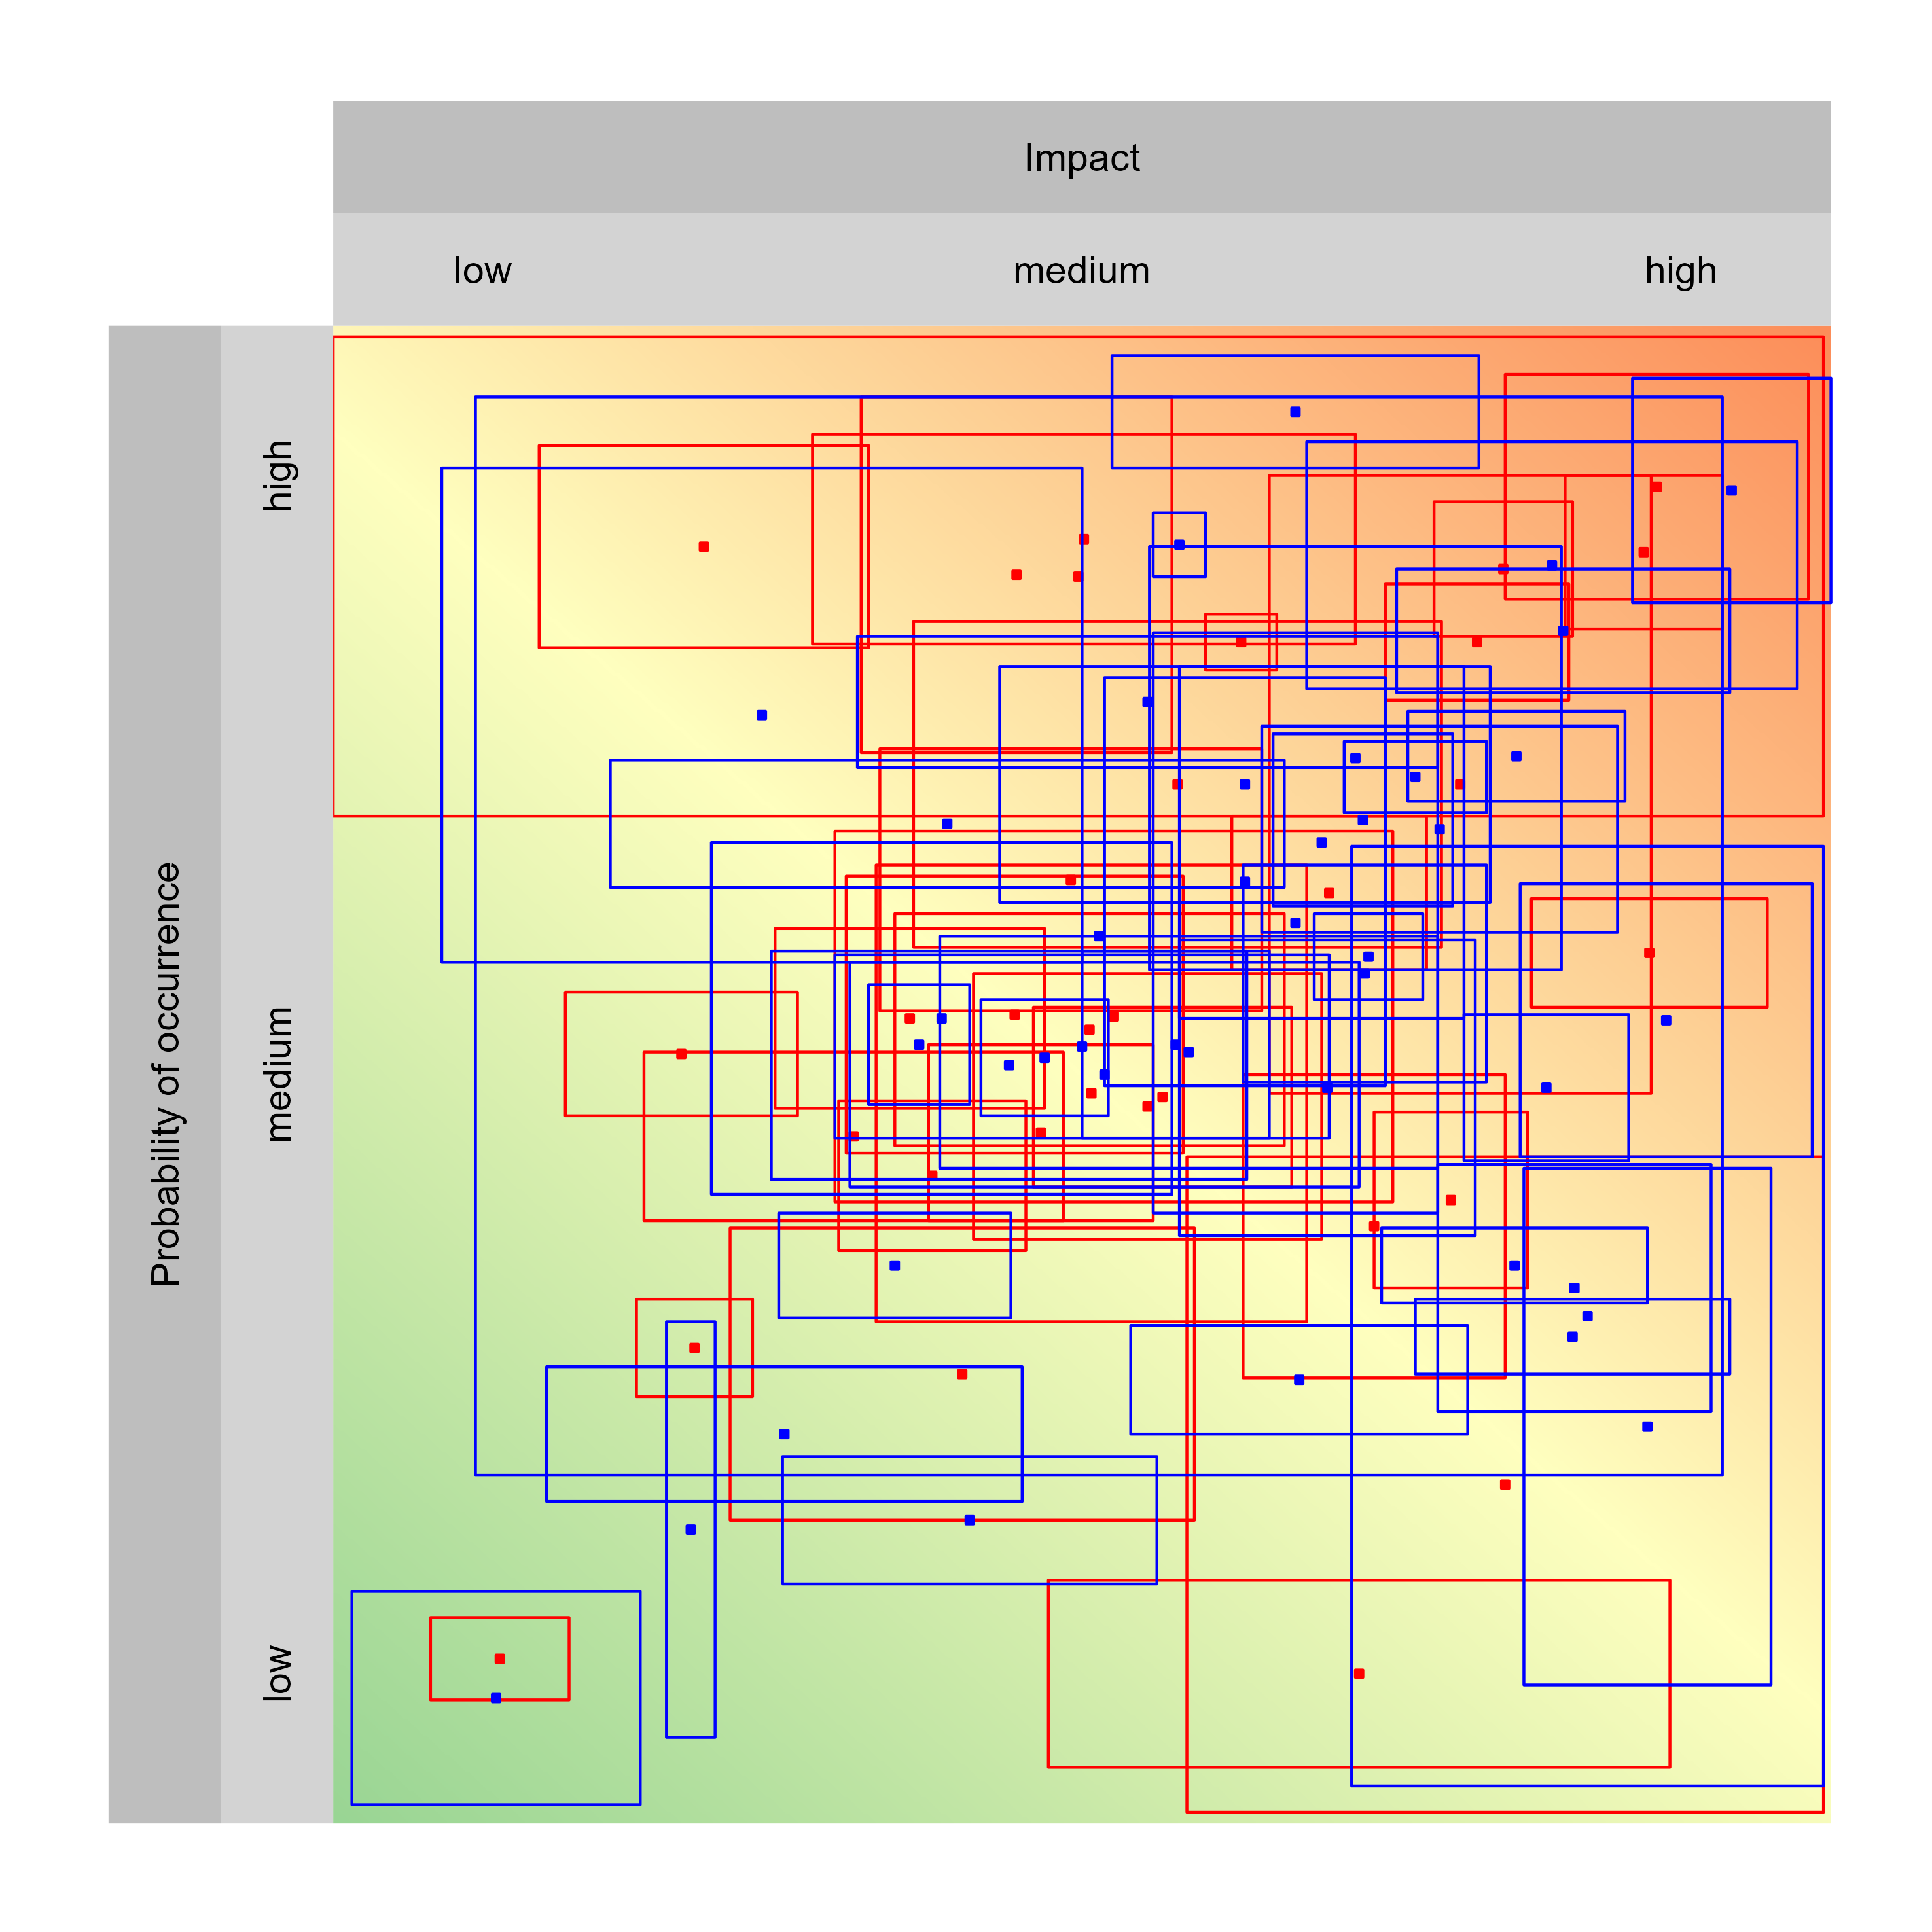 Impact
low medium high
Probability of occurrence
high
medium
low